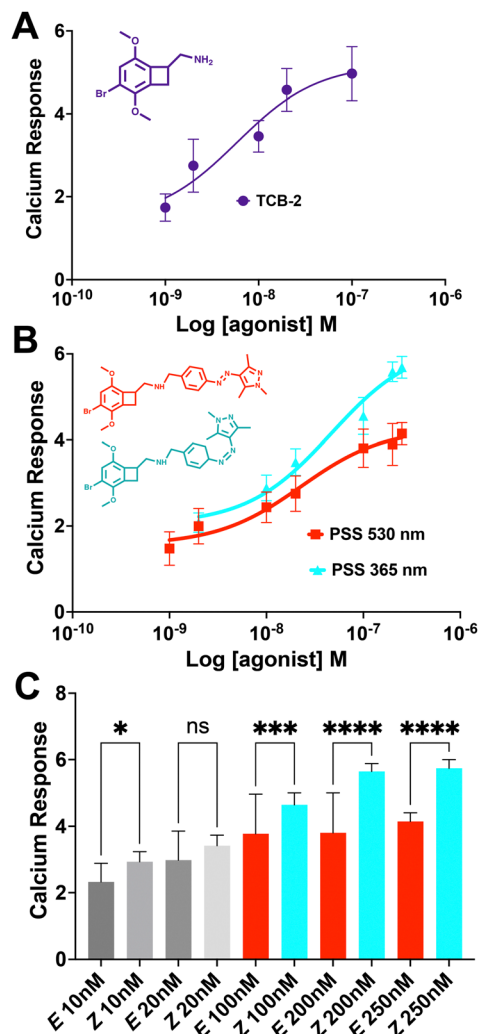 A
6
4
2
0
Calcium Response
O
NH₂
Br
O
TCB-2
10⁻¹⁰ 10⁻⁹ 10⁻⁸ 10⁻⁷ 10⁻⁶
Log [agonist] M
B
6
4
2
0
Calcium Response
O
NH
N
N
N
N
Br
O
N
N
O
NH
N
N
Br
O
PSS 530 nm
PSS 365 nm
10⁻¹⁰ 10⁻⁹ 10⁻⁸ 10⁻⁷ 10⁻⁶
Log [agonist] M
C
8
6
4
2
0
Calcium Response
* ns *** **** ****
E 10nM
Z 10nM
E 20nM
Z 20nM
E 100nM
Z 100nM
E 200nM
Z 200nM
E 250nM
Z 250nM